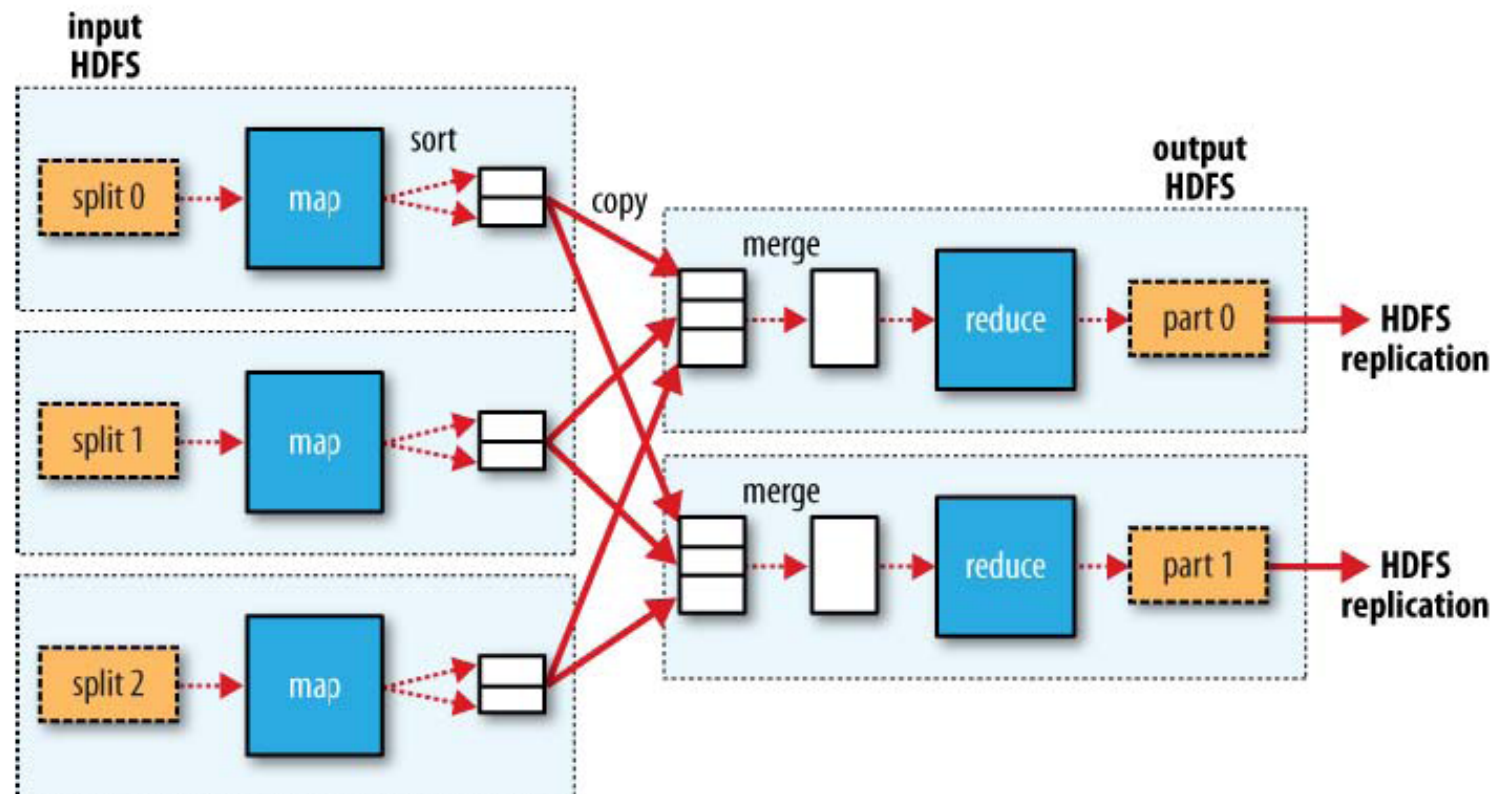 input
HDFS
split 0
map
sort
copy
split 1
map
split 2
map
output
HDFS
merge
reduce
part 0
HDFS
replication
merge
reduce
part 1
HDFS
replication